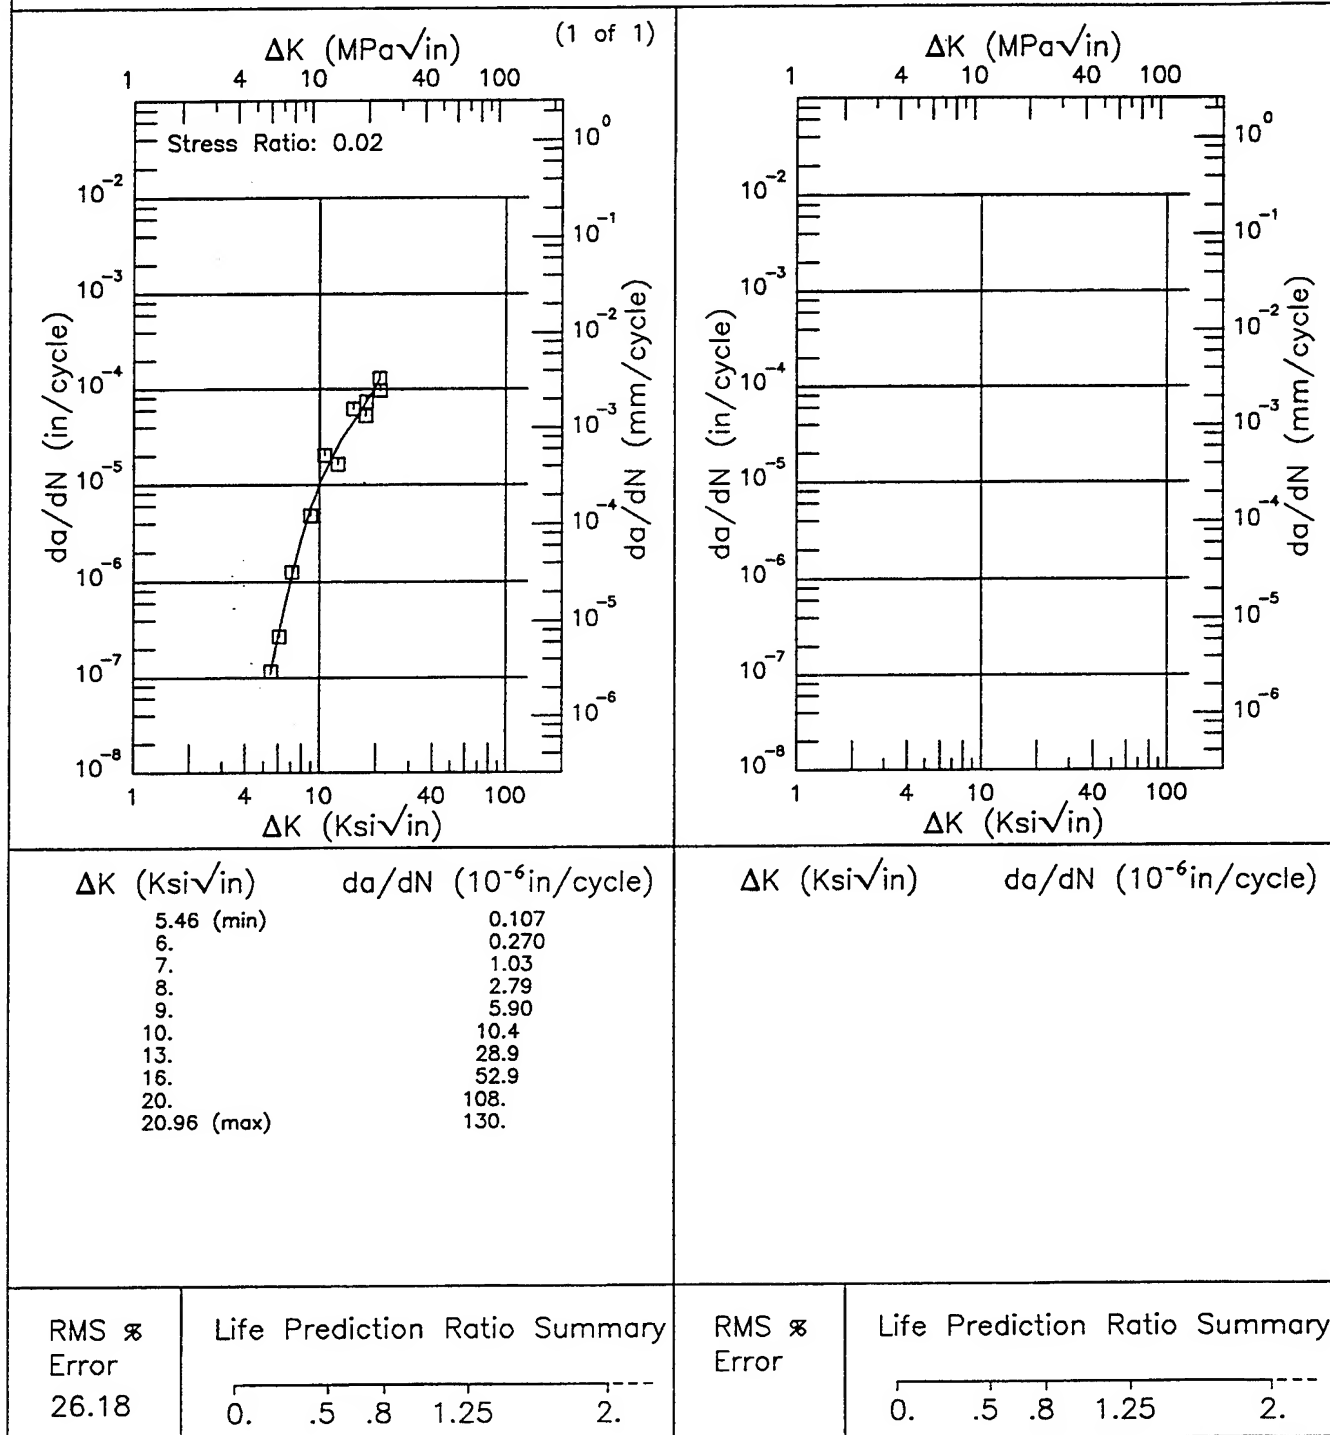 (1 of 1)
ΔK (MPa√in)
1 4 10 40 100
Stress Ratio: 0.02
10⁰
10⁻²
10⁻¹
10⁻³
10⁻²
10⁻⁴
10⁻³
10⁻⁵
10⁻⁴
10⁻⁶
10⁻⁵
10⁻⁷
10⁻⁶
10⁻⁸
da/dN (in/cycle)
da/dN (mm/cycle)
1 4 10 40 100
ΔK (Ksi√in)
ΔK (MPa√in)
1 4 10 40 100
10⁰
10⁻²
10⁻¹
10⁻³
10⁻²
10⁻⁴
10⁻³
10⁻⁵
10⁻⁴
10⁻⁶
10⁻⁵
10⁻⁷
10⁻⁶
10⁻⁸
da/dN (in/cycle)
da/dN (mm/cycle)
1 4 10 40 100
ΔK (Ksi√in)
ΔK (Ksi√in) da/dN (10⁻⁶in/cycle)
5.46 (min) 0.107
6. 0.270
7. 1.03
8. 2.79
9. 5.90
10. 10.4
13. 28.9
16. 52.9
20. 108.
20.96 (max) 130.
ΔK (Ksi√in) da/dN (10⁻⁶in/cycle)
RMS %
Error
26.18
Life Prediction Ratio Summary
0. .5 .8 1.25 2.
RMS %
Error
Life Prediction Ratio Summary
0. .5 .8 1.25 2.